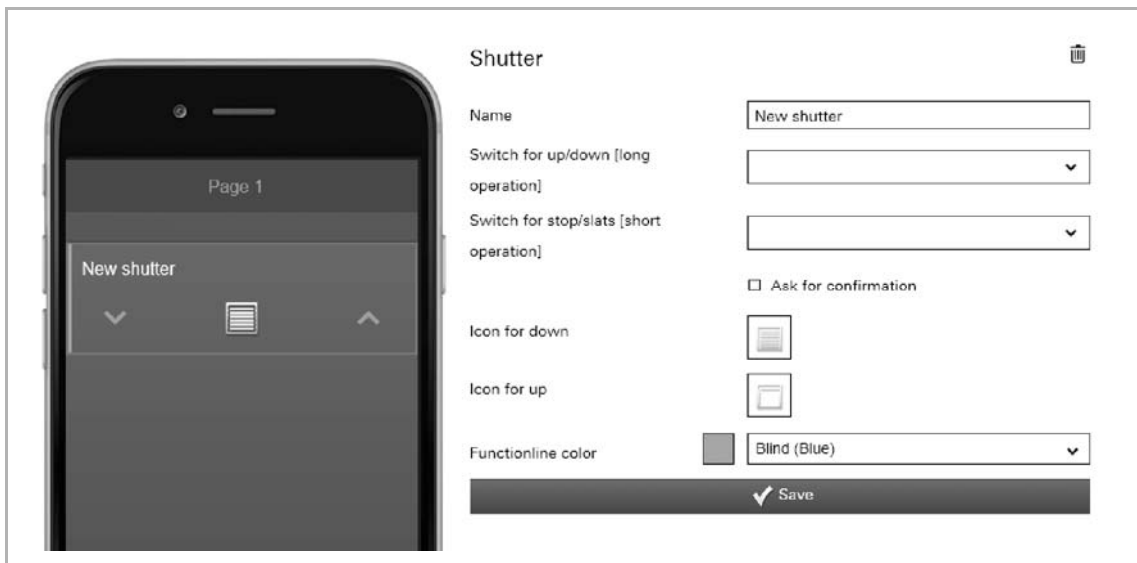 Page 1
New shutter
Shutter
Name
New shutter
Switch for up/down [long
operation]
Switch for stop/slats [short
operation]
Ask for confirmation
Icon for down
Icon for up
Functionline color
Blind (Blue)
Save